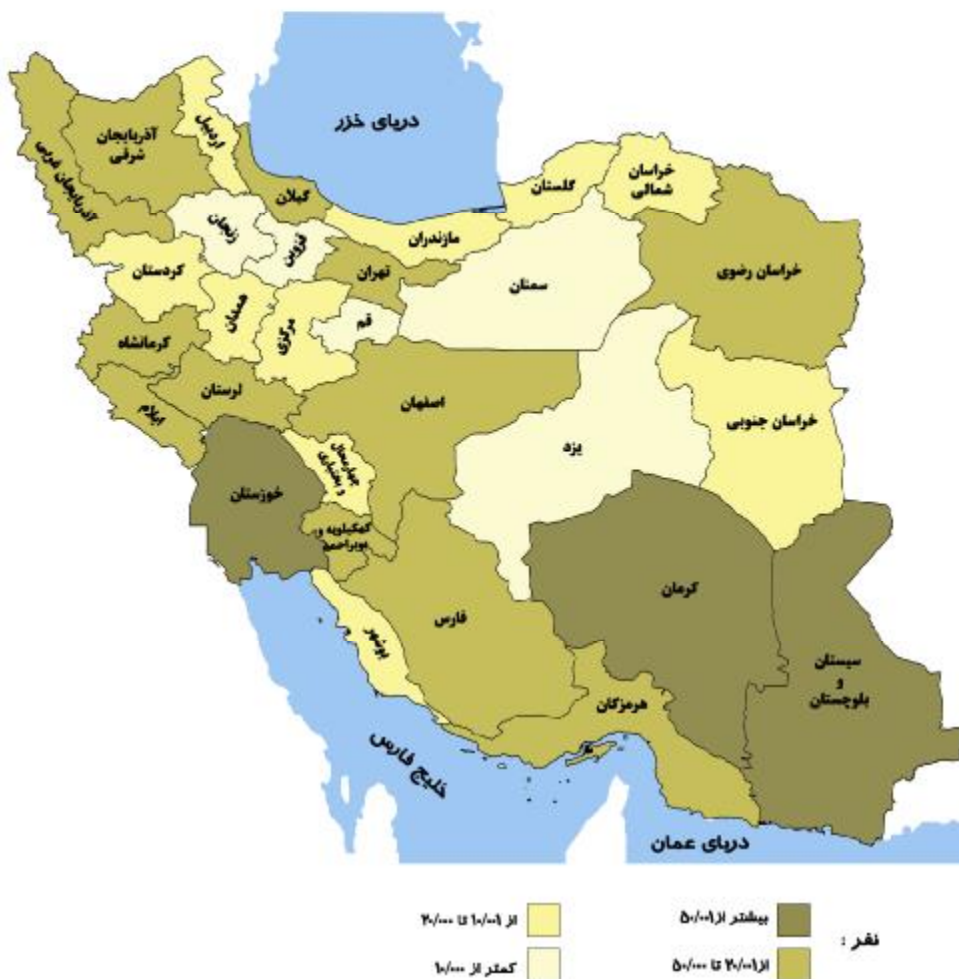 دریای خزر
آذربایجان
شرقی
اردبیل
آذربایجان غربی
گیلان
گلستان
خراسان
شمالی
زنجان
قزوین
مازندران
تهران
سمنان
خراسان رضوی
کردستان
همدان
مرکزی
قم
کرمانشاه
لرستان
ایلام
اصفهان
یزد
خراسان جنوبی
خوزستان
چهارمحال
و بختیاری
کهکیلویه و
بویراحمد
کرمان
فارس
بوشهر
سیستان
و
بلوچستان
هرمزگان
خلیج فارس
دریای عمان
نفر :
بیشتر از ۵۰/۰۰۱
از ۲۰/۰۰۱ تا ۵۰/۰۰۰
از ۱۰/۰۰۱ تا ۲۰/۰۰۰
کمتر از ۱۰/۰۰۰